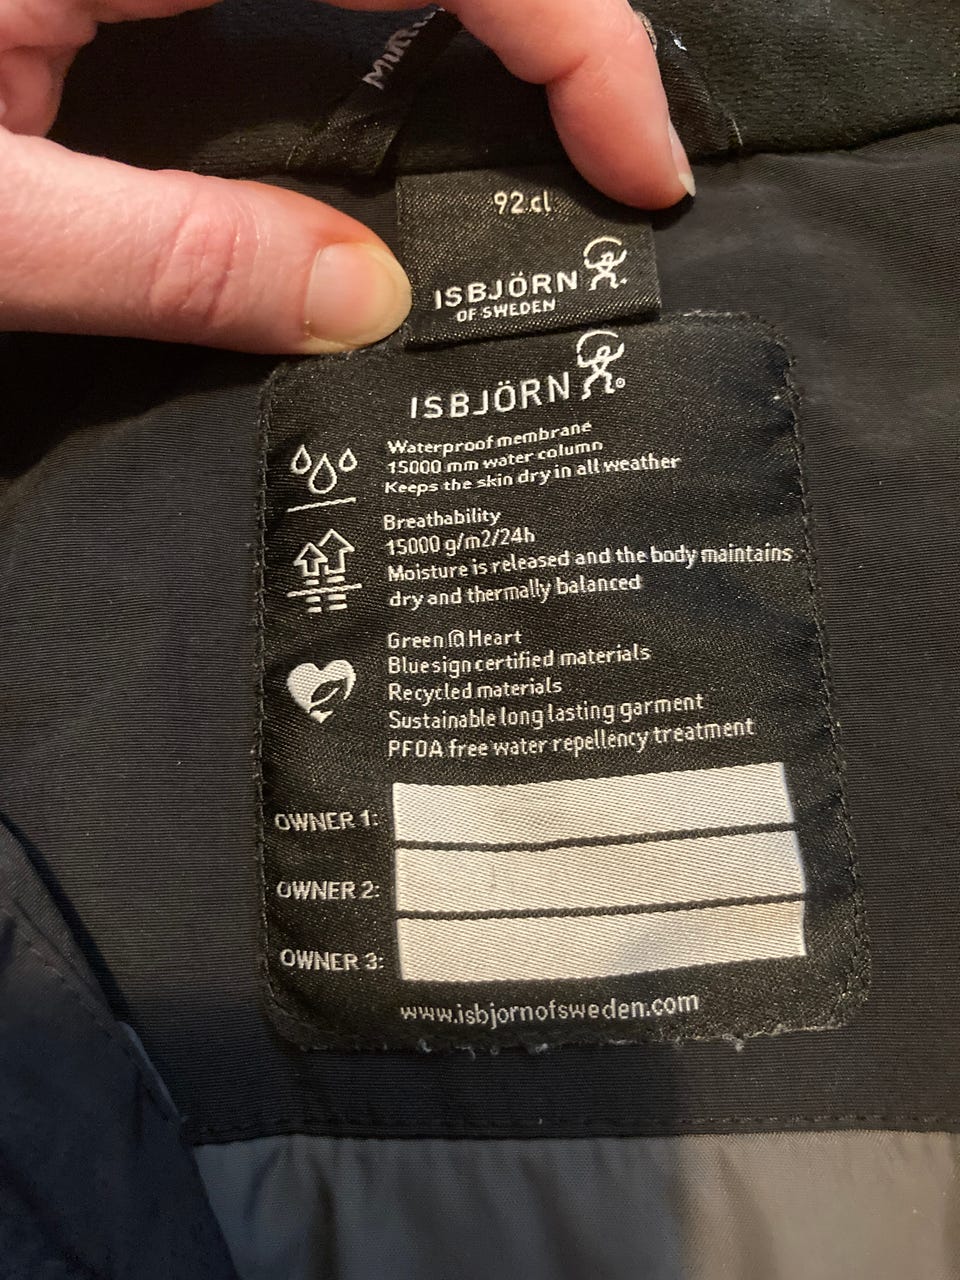 92 cl
ISBJÖRN
OF SWEDEN
ISBJÖRN
Waterproof membrane
15000 mm water column
Keeps the skin dry in all weather
Breathability
15000 g/m2/24h
Moisture is released and the body maintains
dry and thermally balanced
Green @ Heart
Bluesign certified materials
Recycled materials
Sustainable long lasting garment
PFOA free water repellency treatment
OWNER 1:
OWNER 2:
OWNER 3:
www.isbjornofsweden.com